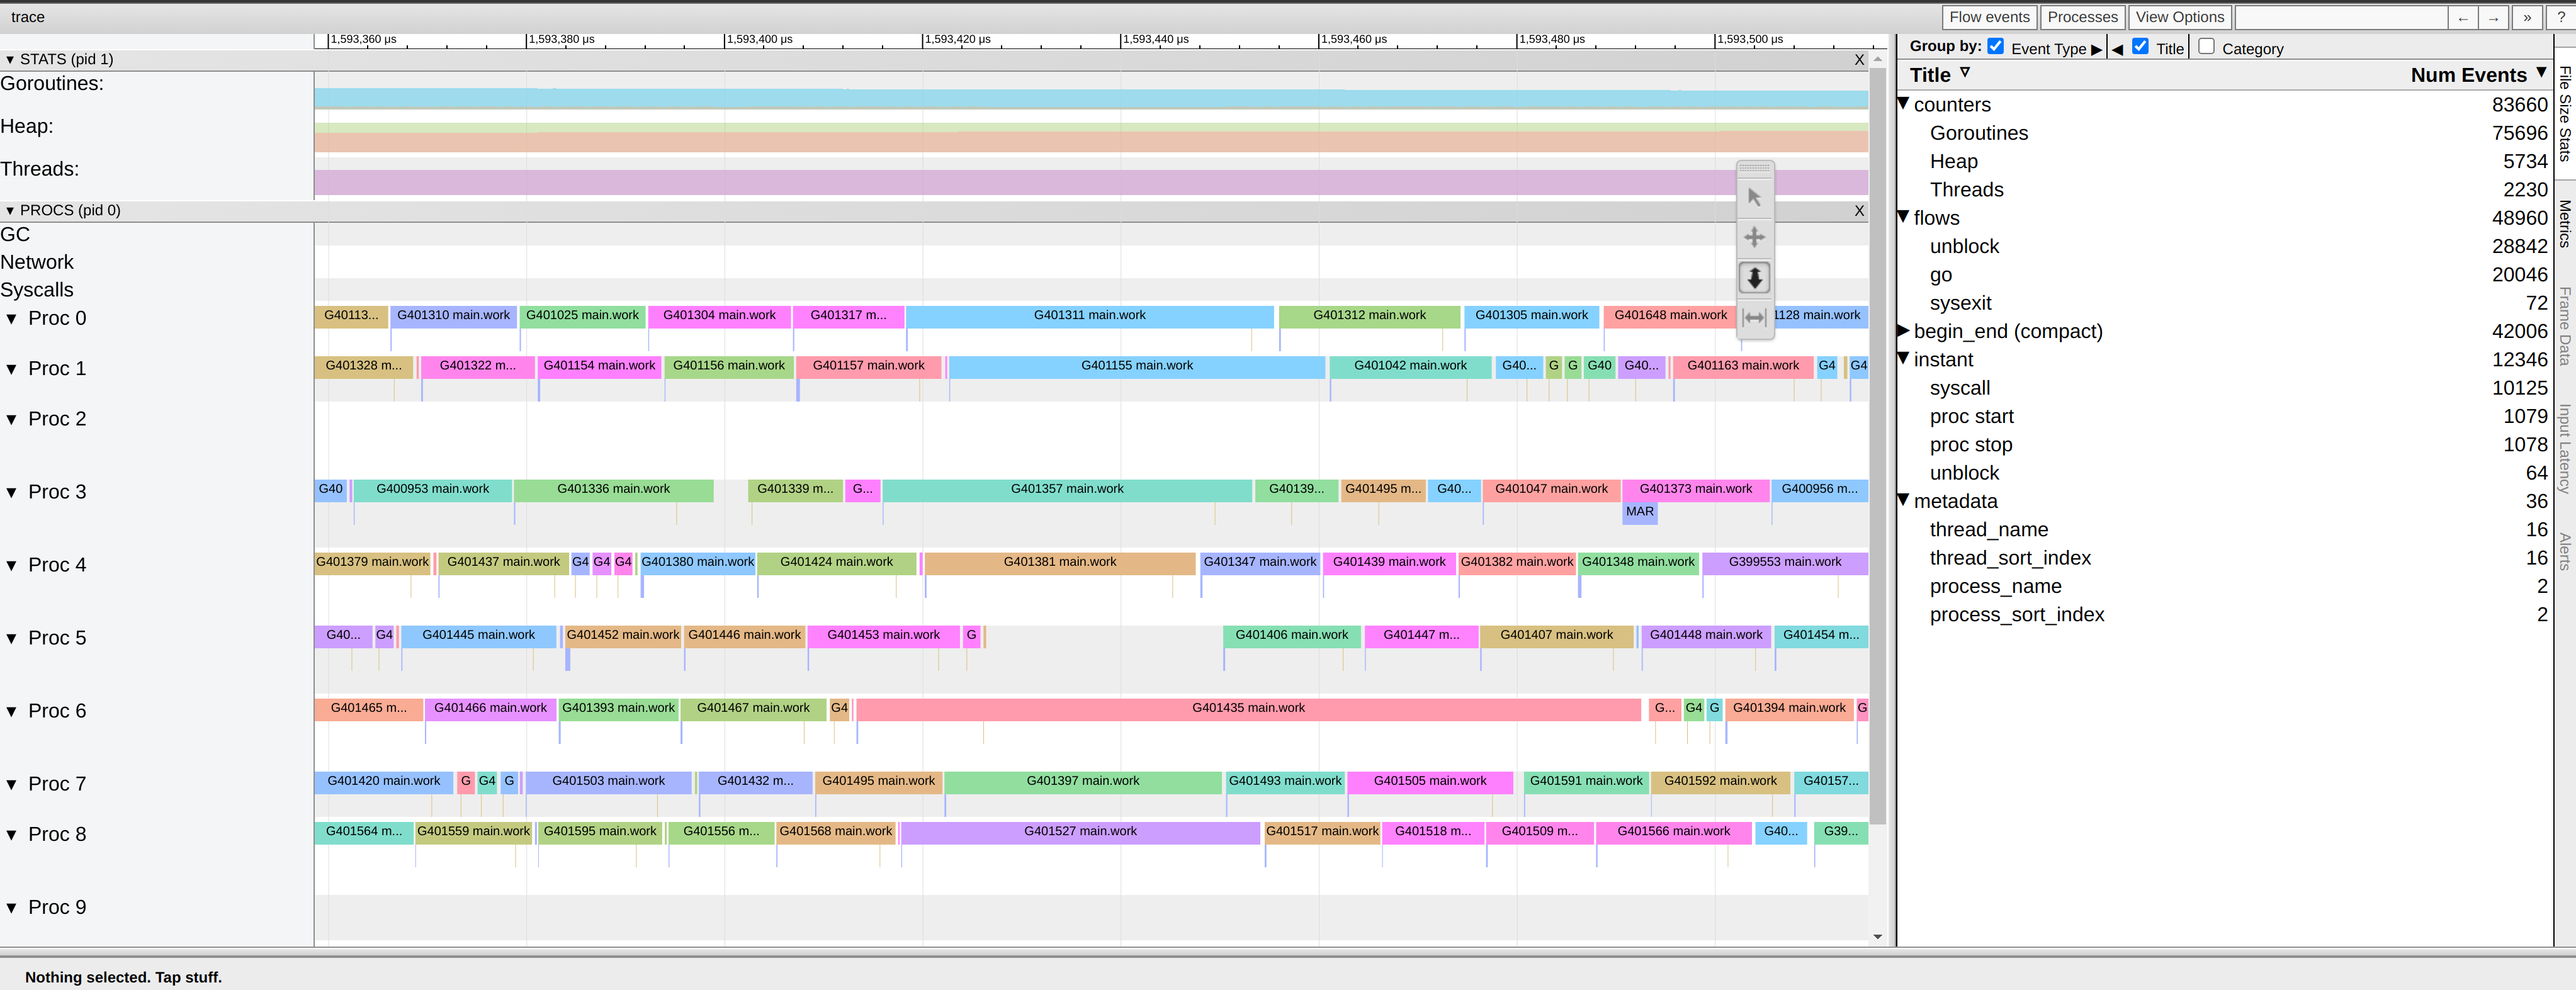 trace
Flow events Processes View Options ← → » ?
1,593,360 µs 1,593,380 µs 1,593,400 µs 1,593,420 µs 1,593,440 µs 1,593,460 µs 1,593,480 µs 1,593,500 µs
▼ STATS (pid 1) X
Goroutines:
Heap:
Threads:
▼ PROCS (pid 0) X
GC
Network
Syscalls
▼ Proc 0 G40113... G401310 main.work G401025 main.work G401304 main.work G401317 m... G401311 main.work G401312 main.work G401305 main.work G401648 main.work 1128 main.work
▼ Proc 1 G401328 m... G401322 m... G401154 main.work G401156 main.work G401157 main.work G401155 main.work G401042 main.work G40... G G G40 G40... G401163 main.work G4 G4
▼ Proc 2
▼ Proc 3 G40 G400953 main.work G401336 main.work G401339 m... G... G401357 main.work G40139... G401495 m... G40... G401047 main.work G401373 main.work G400956 m...
MAR
▼ Proc 4 G401379 main.work G401437 main.work G4 G4 G4 G401380 main.work G401424 main.work G401381 main.work G401347 main.work G401439 main.work G401382 main.work G401348 main.work G399553 main.work
▼ Proc 5 G40... G4 G401445 main.work G401452 main.work G401446 main.work G401453 main.work G G401406 main.work G401447 m... G401407 main.work G401448 main.work G401454 m...
▼ Proc 6 G401465 m... G401466 main.work G401393 main.work G401467 main.work G4 G401435 main.work G... G4 G G401394 main.work G
▼ Proc 7 G401420 main.work G G4 G G401503 main.work G401432 m... G401495 main.work G401397 main.work G401493 main.work G401505 main.work G401591 main.work G401592 main.work G40157...
▼ Proc 8 G401564 m... G401559 main.work G401595 main.work G401556 m... G401568 main.work G401527 main.work G401517 main.work G401518 m... G401509 m... G401566 main.work G40... G39...
▼ Proc 9
Group by: Event Type ▶ ◀ Title Category
Title ▽ Num Events ▼
▼ counters 83660
Goroutines 75696
Heap 5734
Threads 2230
▼ flows 48960
unblock 28842
go 20046
sysexit 72
▶ begin_end (compact) 42006
▼ instant 12346
syscall 10125
proc start 1079
proc stop 1078
unblock 64
▼ metadata 36
thread_name 16
thread_sort_index 16
process_name 2
process_sort_index 2
File Size Stats
Metrics
Frame Data
Input Latency
Alerts
Nothing selected. Tap stuff.